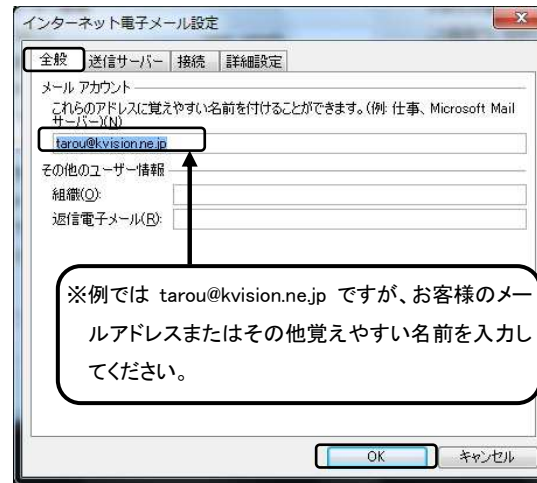 インターネット電子メール設定
全般 送信サーバー 接続 詳細設定
メール アカウント
これらのアドレスに覚えやすい名前を付けることができます。(例: 仕事、Microsoft Mail
サーバー)(N)
tarou@kvision.ne.jp
その他のユーザー情報
組織(O):
返信電子メール(R):
※例では tarou@kvision.ne.jp ですが、お客様のメー
ルアドレスまたはその他覚えやすい名前を入力し
てください。
OK キャンセル